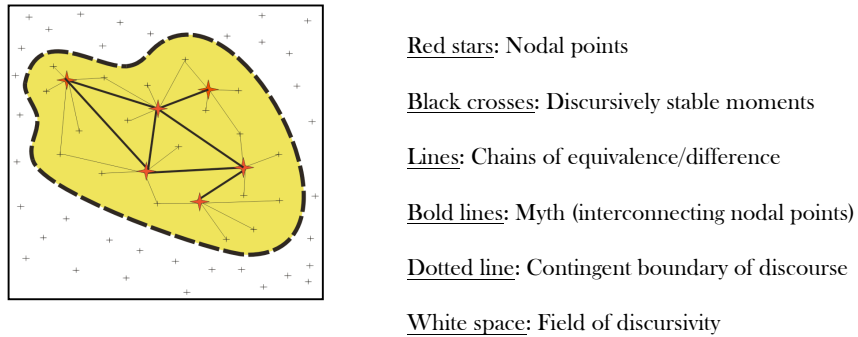 Red stars: Nodal points
Black crosses: Discursively stable moments
Lines: Chains of equivalence/difference
Bold lines: Myth (interconnecting nodal points)
Dotted line: Contingent boundary of discourse
White space: Field of discursivity